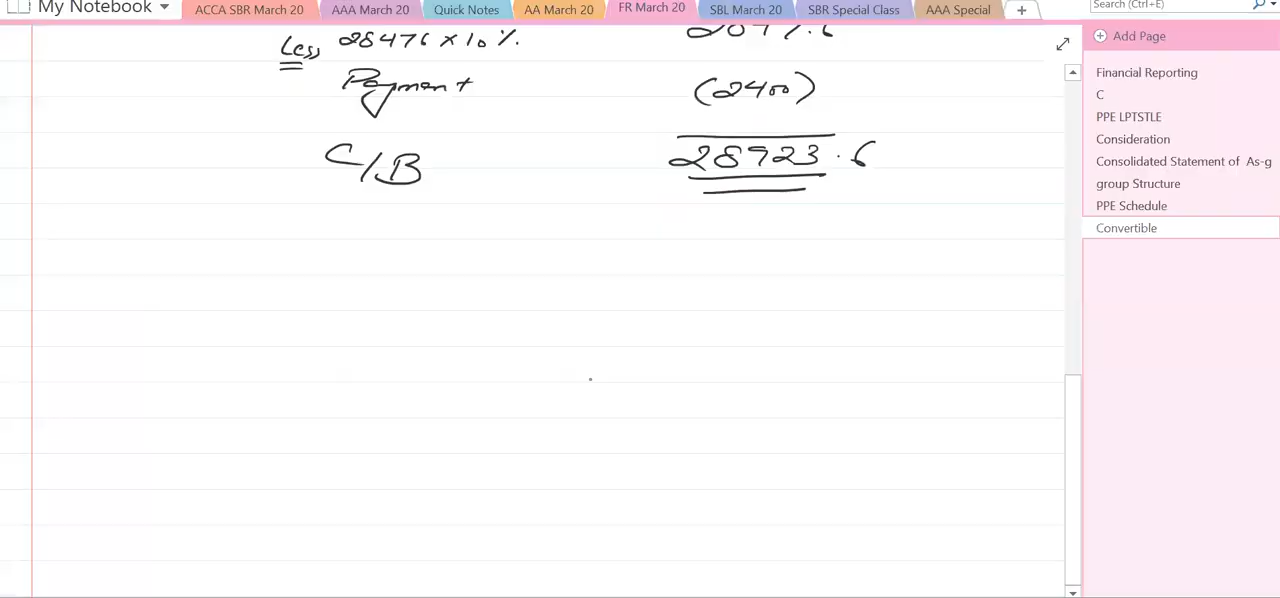 My Notebook
ACCA SBR March 20
AAA March 20
Quick Notes
AA March 20
FR March 20
SBL March 20
SBR Special Class
AAA Special
Search (Ctrl+E)
Add Page
Financial Reporting
C
PPE LPTSTLE
Consideration
Consolidated Statement of As-g
group Structure
PPE Schedule
Convertible
28476 × 10 %. 2847.6
Less Payment (2400)
C/B 28923.6